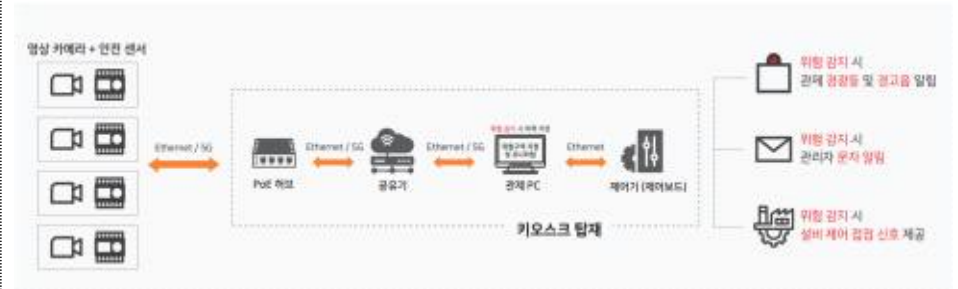 영상 카메라 + 안전 센서
Ethernet / 5G
PoE 허브
Ethernet / 5G
공유기
Ethernet / 5G
관제 PC
Ethernet
제어기 (제어보드)
키오스크 탑재
위험 감지 시
관제 경광등 및 경고음 알림
위험 감지 시
관리자 문자 알림
위험 감지 시
설비 제어 접점 신호 제공